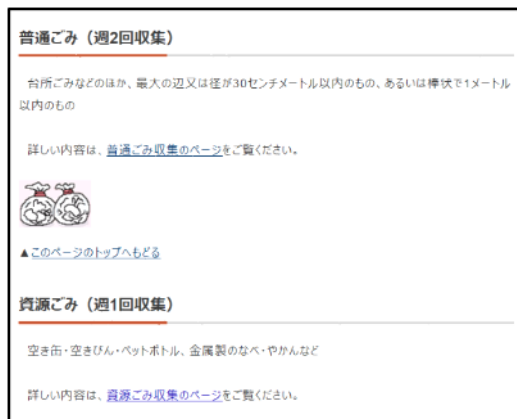 普通ごみ（週2回収集）
台所ごみなどのほか、最大の辺又は径が30センチメートル以内のもの、あるいは棒状で1メートル
以内のもの
詳しい内容は、普通ごみ収集のページをご覧ください。
▲このページのトップへもどる
資源ごみ（週1回収集）
空き缶・空きびん・ペットボトル、金属製のなべ・やかんなど
詳しい内容は、資源ごみ収集のページをご覧ください。